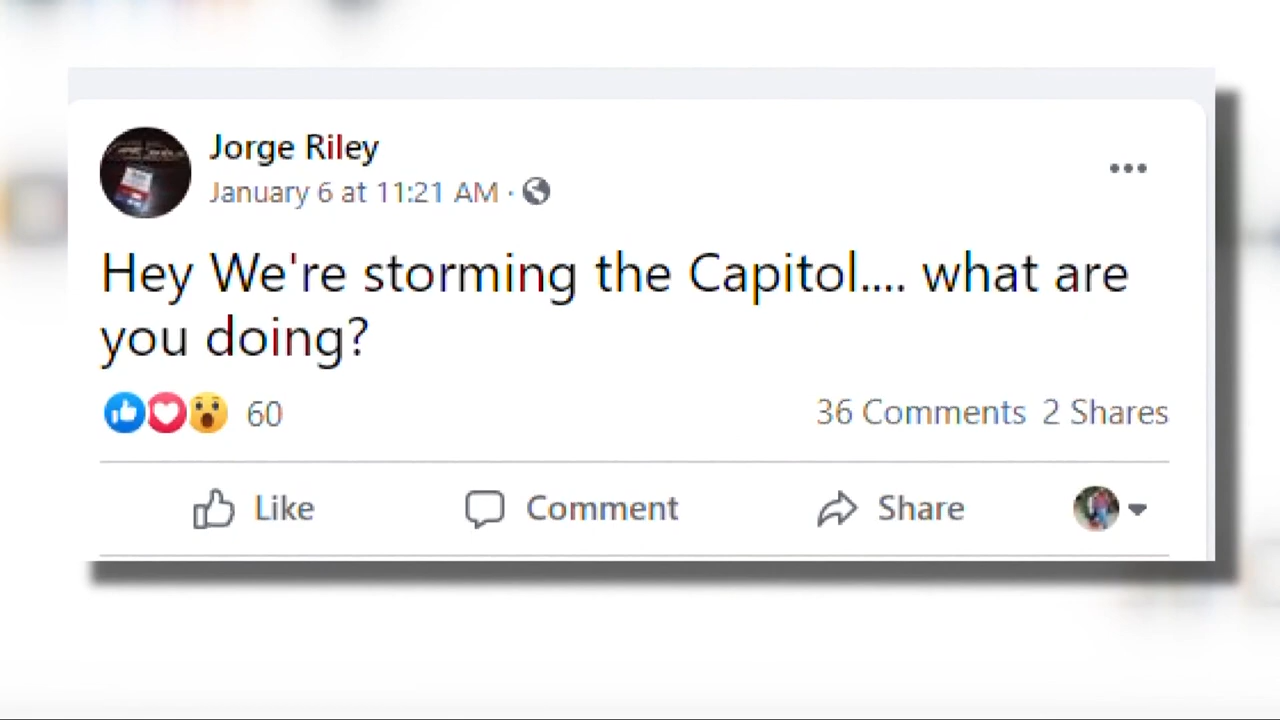 Jorge Riley
January 6 at 11:21 AM ·
Hey We're storming the Capitol.... what are
you doing?
60 36 Comments 2 Shares
Like Comment Share